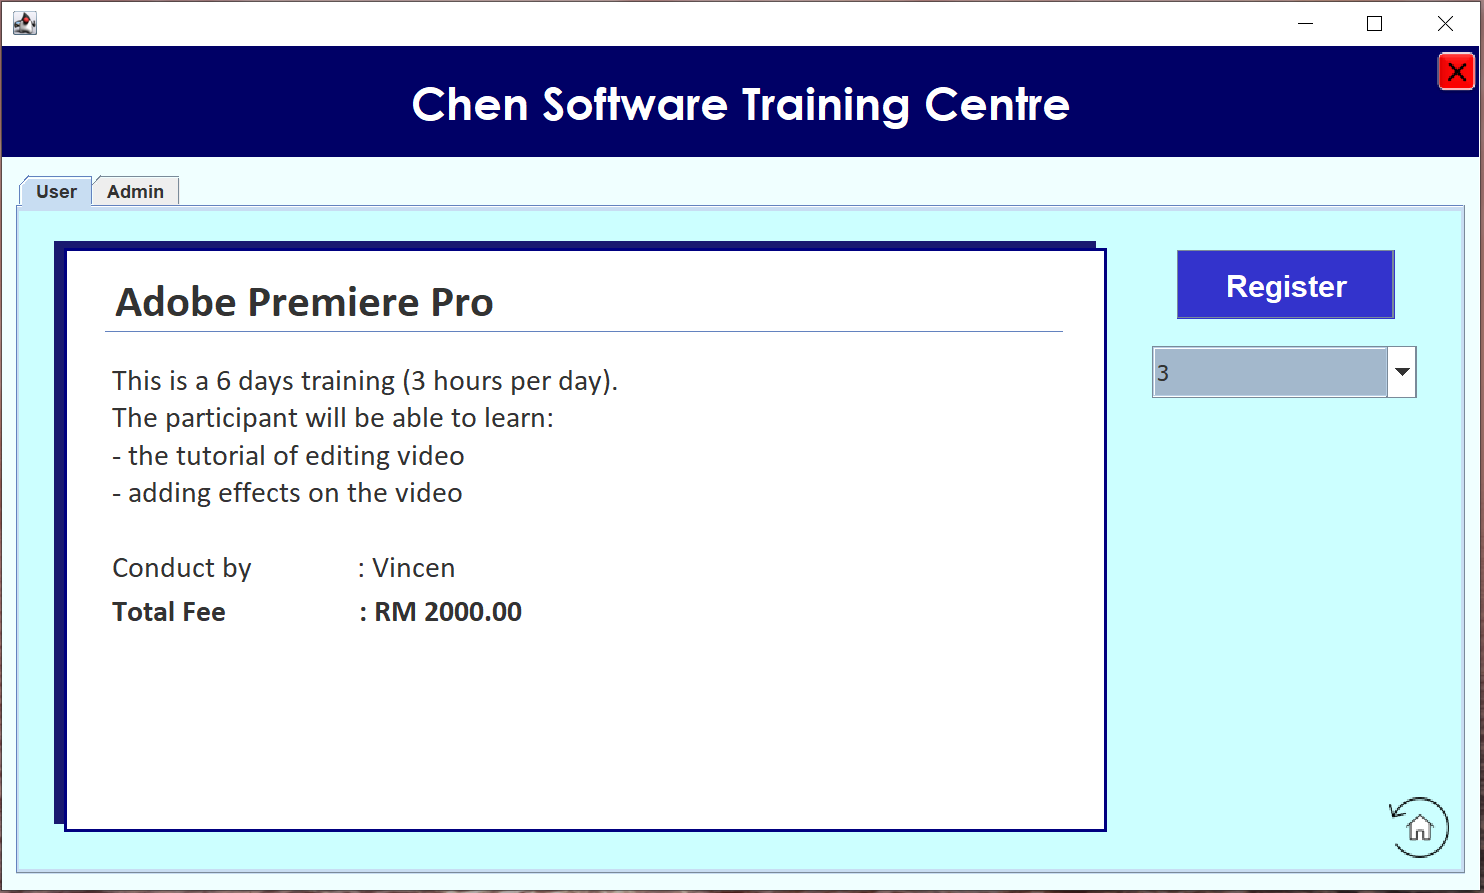 Chen Software Training Centre
User
Admin
Adobe Premiere Pro
This is a 6 days training (3 hours per day).
The participant will be able to learn:
- the tutorial of editing video
- adding effects on the video
Conduct by : Vincen
Total Fee : RM 2000.00
Register
3